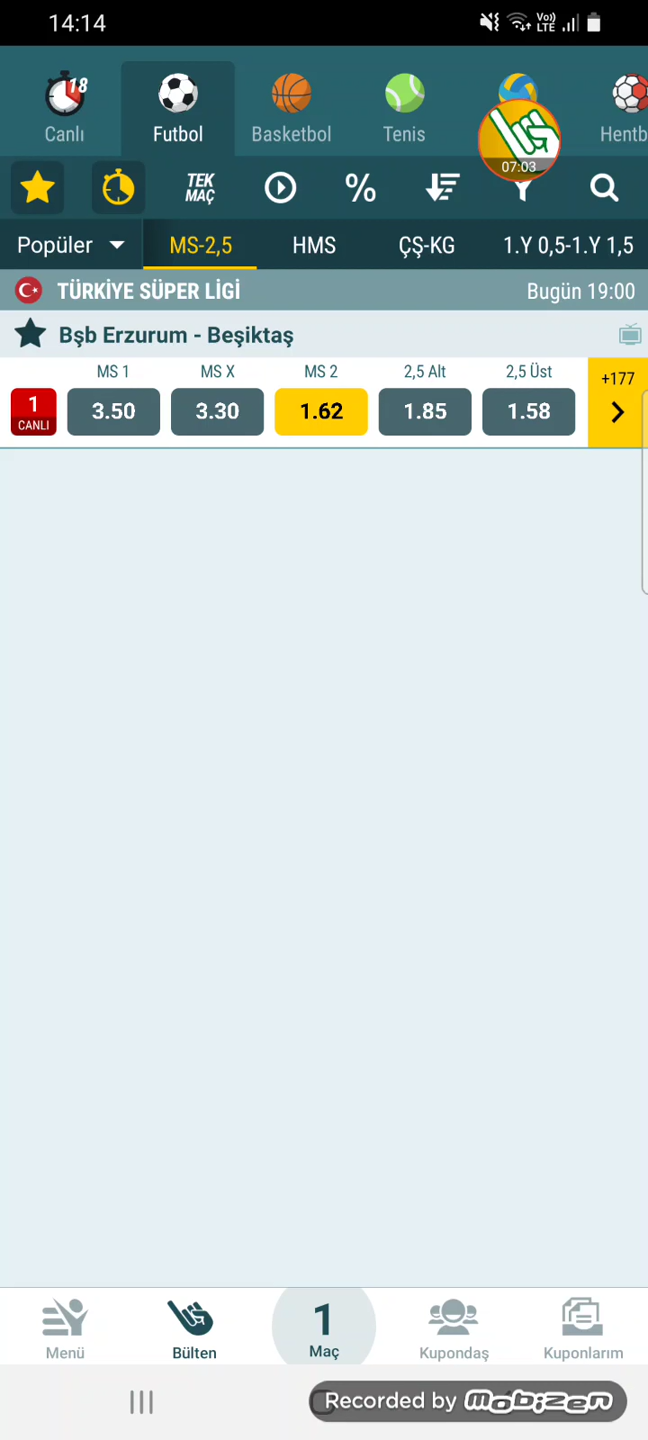 14:14
Vo))
LTE
18
Canlı Futbol Basketbol Tenis Hentb
07:03
TEK
MAÇ
%
Popüler MS-2,5 HMS ÇŞ-KG 1.Y 0,5-1.Y 1,5
TÜRKİYE SÜPER LİGİ Bugün 19:00
Bşb Erzurum - Beşiktaş
MS 1 MS X MS 2 2,5 Alt 2,5 Üst +177
1 3.50 3.30 1.62 1.85 1.58
CANLI
1
Menü Bülten Maç Kupondaş Kuponlarım
Recorded by mobizen